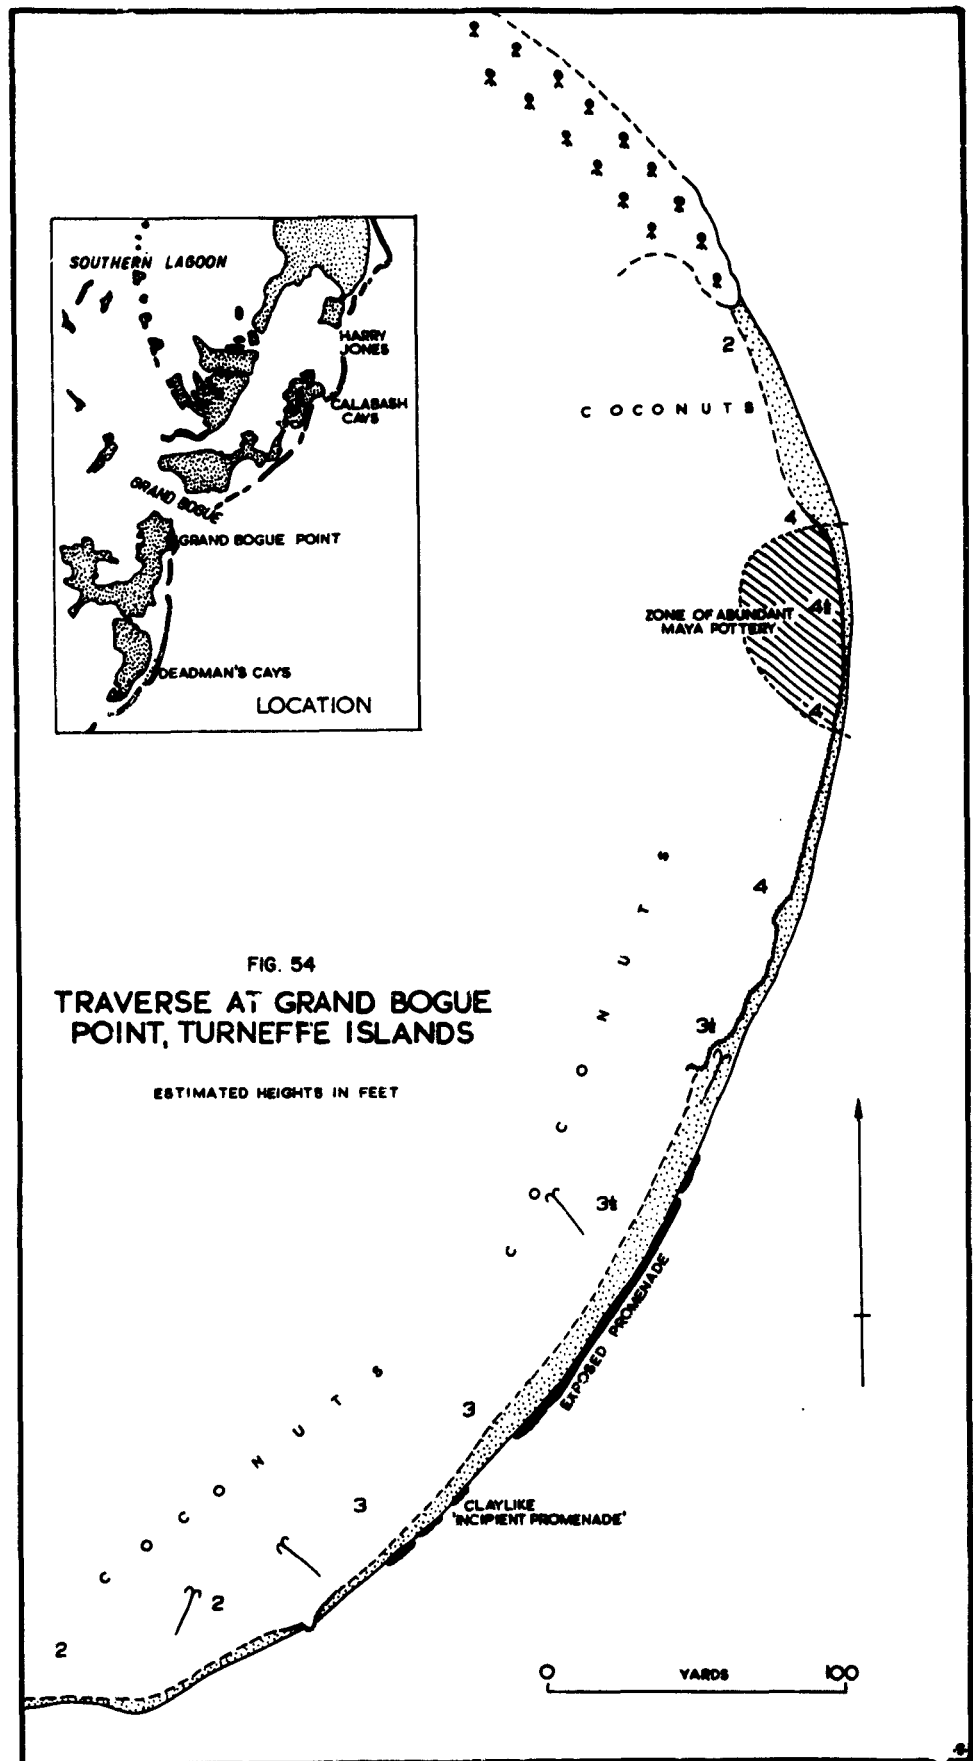 SOUTHERN LAGOON
HARRY
JONES
CALABASH
CAYS
GRAND BOGUE
GRAND BOGUE POINT
DEADMAN'S CAYS
LOCATION
2
COCONUTS
4
ZONE OF ABUNDANT
MAYA POTTERY
4½
4
COCONUTS
4
FIG. 54
TRAVERSE AT GRAND BOGUE
POINT, TURNEFFE ISLANDS
ESTIMATED HEIGHTS IN FEET
3½
3½
EXPOSED PROMENADE
COCONUTS
3
3
CLAYLIKE
'INCIPIENT PROMENADE'
2
2
0 YARDS 100